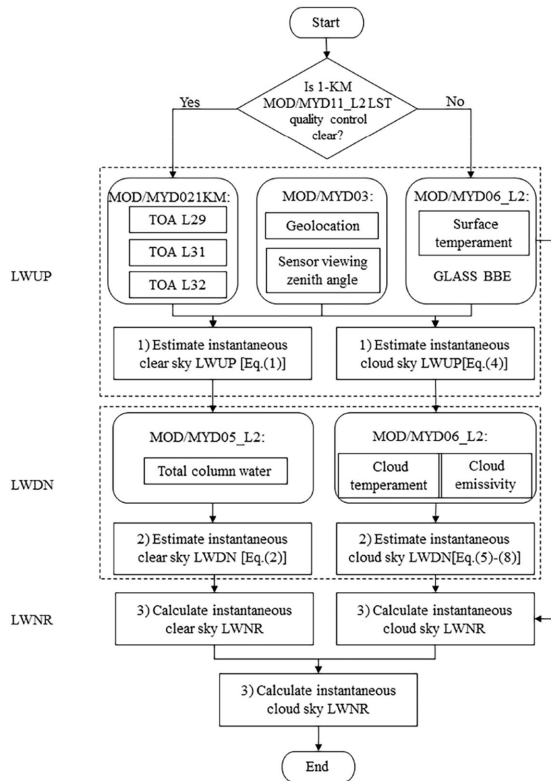 Start
Is 1-KM
MOD/MYD11_L2 LST
quality control
clear?
Yes
No
MOD/MYD021KM:
TOA L29
TOA L31
TOA L32
MOD/MYD03:
Geolocation
Sensor viewing
zenith angle
MOD/MYD06_L2:
Surface
temperament
GLASS BBE
LWUP
1) Estimate instantaneous
clear sky LWUP [Eq.(1)]
1) Estimate instantaneous
cloud sky LWUP[Eq.(4)]
MOD/MYD05_L2:
Total column water
MOD/MYD06_L2:
Cloud
temperament
Cloud
emissivity
LWDN
2) Estimate instantaneous
clear sky LWDN [Eq.(2)]
2) Estimate instantaneous
cloud sky LWDN[Eq.(5)-(8)]
LWNR
3) Calculate instantaneous
clear sky LWNR
3) Calculate instantaneous
cloud sky LWNR
3) Calculate instantaneous
cloud sky LWNR
End